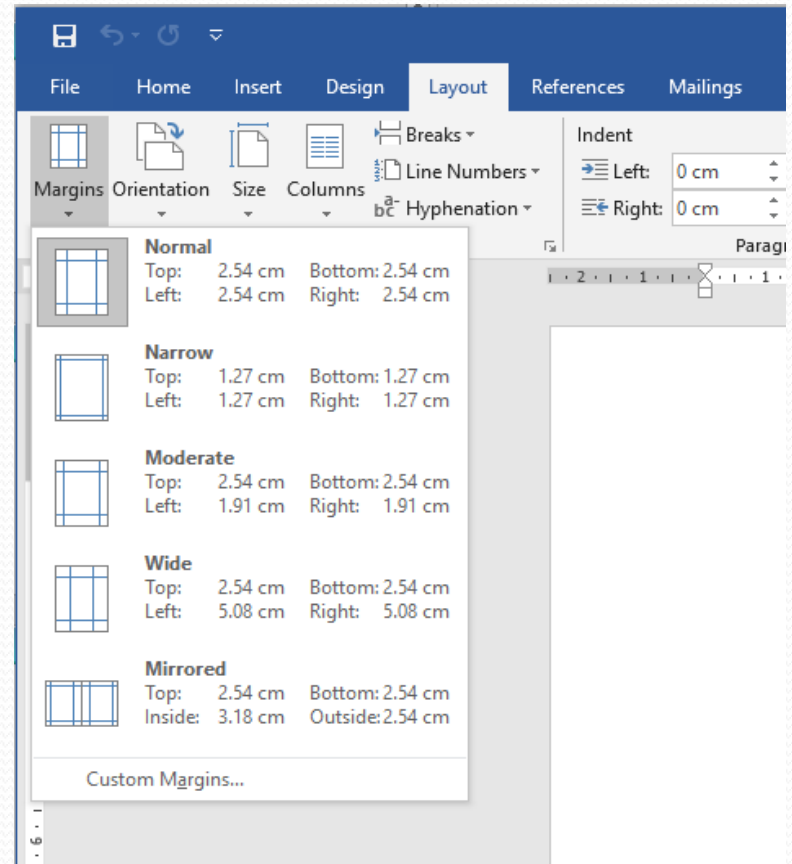 File Home Insert Design Layout References Mailings
Margins Orientation Size Columns
Breaks
Line Numbers
Hyphenation
Indent
Left: 0 cm
Right: 0 cm
Normal
Top: 2.54 cm Bottom: 2.54 cm
Left: 2.54 cm Right: 2.54 cm
Narrow
Top: 1.27 cm Bottom: 1.27 cm
Left: 1.27 cm Right: 1.27 cm
Moderate
Top: 2.54 cm Bottom: 2.54 cm
Left: 1.91 cm Right: 1.91 cm
Wide
Top: 2.54 cm Bottom: 2.54 cm
Left: 5.08 cm Right: 5.08 cm
Mirrored
Top: 2.54 cm Bottom: 2.54 cm
Inside: 3.18 cm Outside: 2.54 cm
Custom Margins...
Paragr
2 1 1